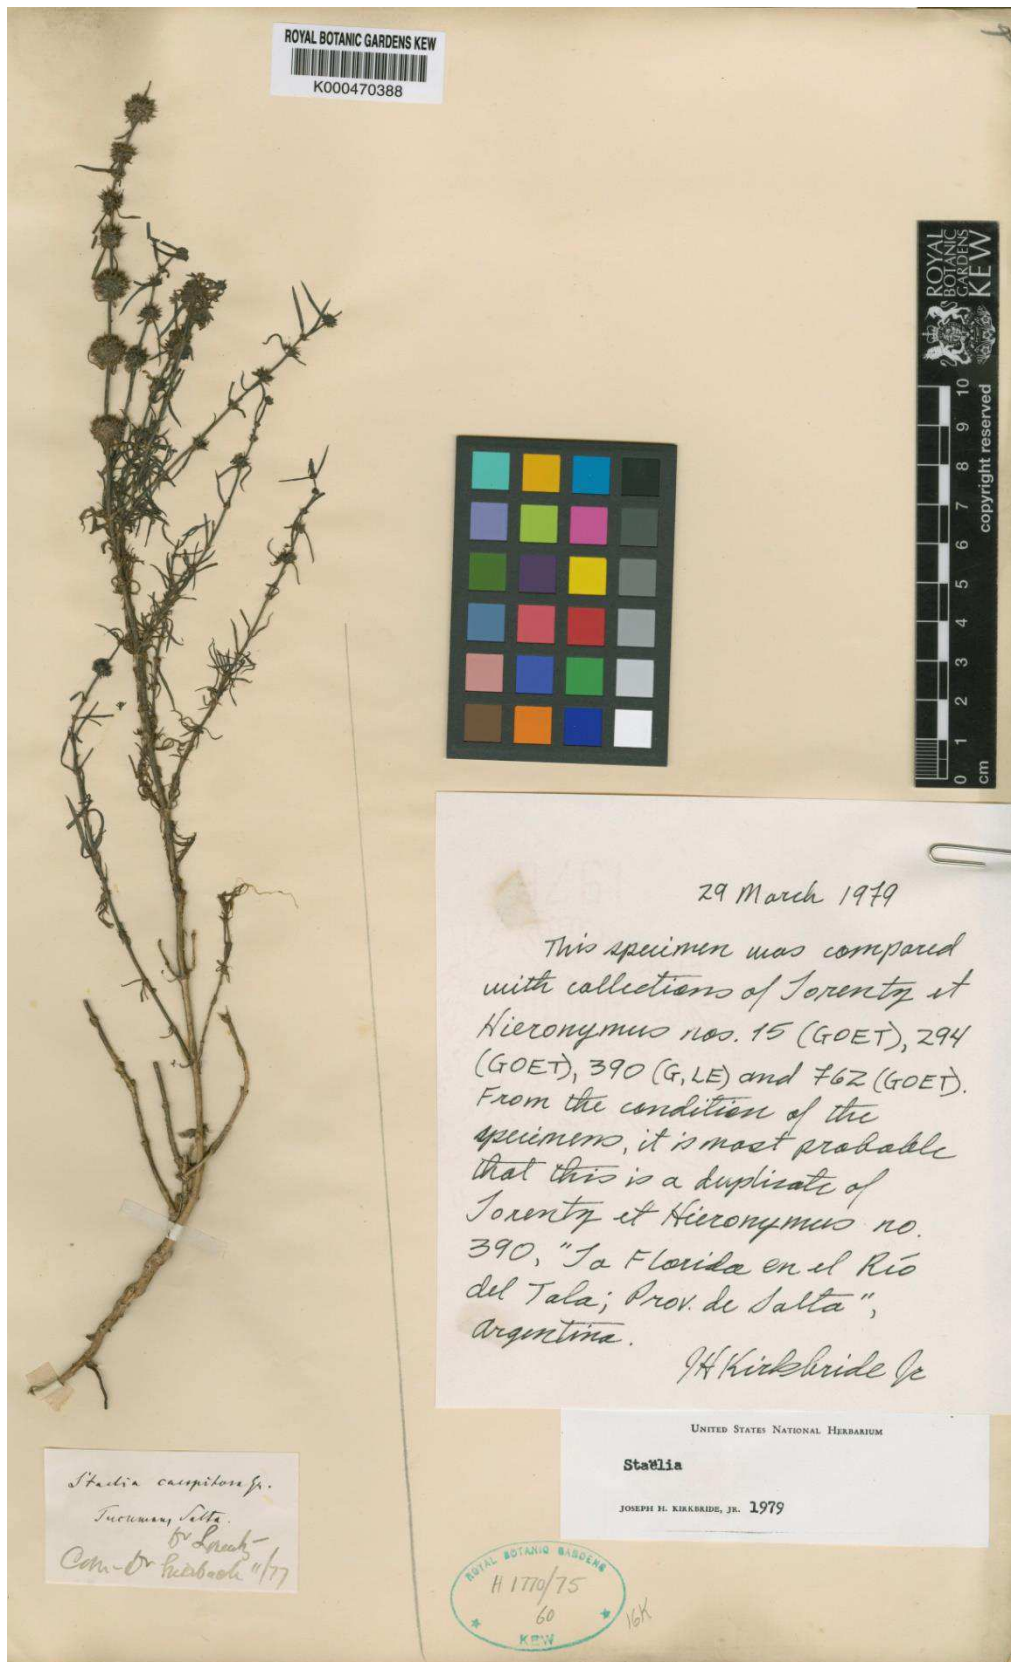 ROYAL BOTANIC GARDENS KEW
K000470388
ROYAL
BOTANIC
GARDENS
KEW
copyright reserved
0 1 2 3 4 5 6 7 8 9 10
cm
29 March 1979
This specimen was compared
with collections of Lorentz et
Hieronymus nos. 15 (GOET), 294
(GOET), 390 (G, LE) and 762 (GOET).
From the condition of the
specimens, it is most probable
that this is a duplicate of
Lorentz et Hieronymus no.
390, "La Florida en el Río
del Tala; Prov. de Salta",
Argentina.
JH Kirkbride Jr
UNITED STATES NATIONAL HERBARIUM
Staëlia
JOSEPH H. KIRKBRIDE, JR. 1979
Staelia caespitosa Gr.
Tucuman, Salta.
Dr Lorentz
Com. Dr 11/77
ROYAL BOTANIC GARDENS
H 1770/75
60
KEW
16K